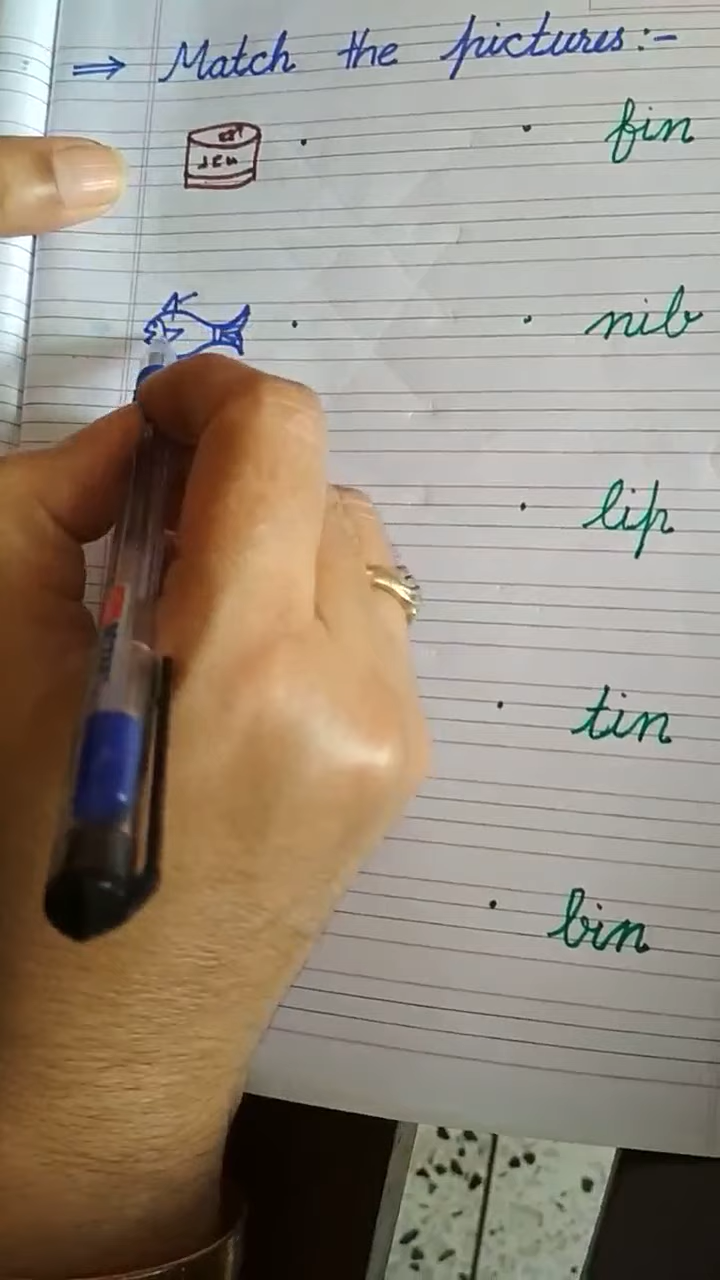 ⇒ Match the pictures:-
fin
nib
lip
tin
bin